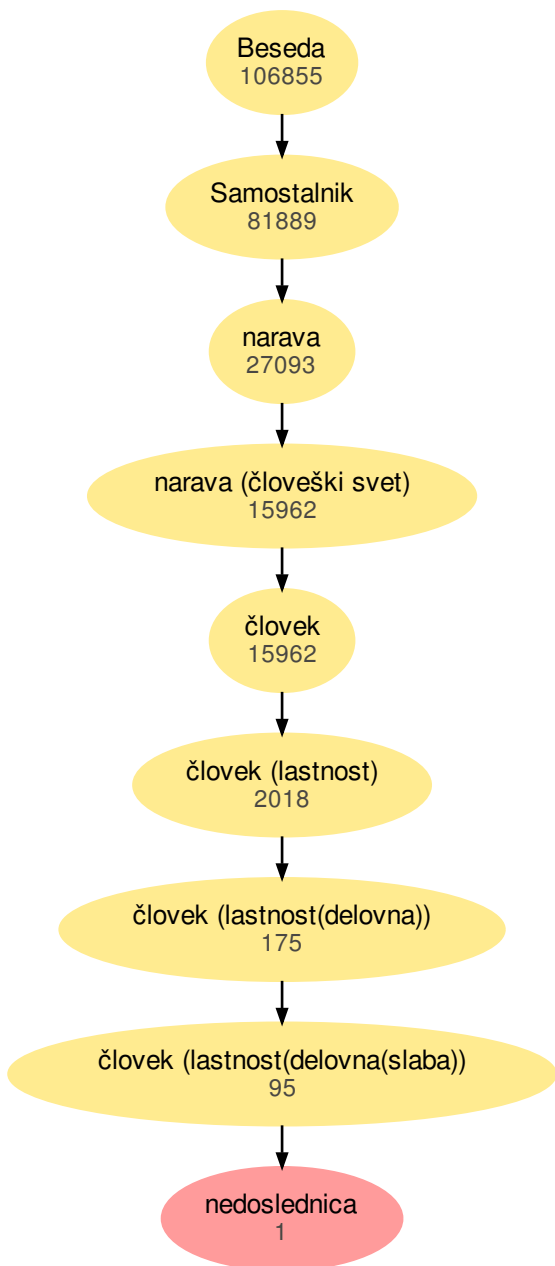 Beseda
106855
Samostalnik
81889
narava
27093
narava (človeški svet)
15962
človek
15962
človek (lastnost)
2018
človek (lastnost(delovna))
175
človek (lastnost(delovna(slaba))
95
nedoslednica
1